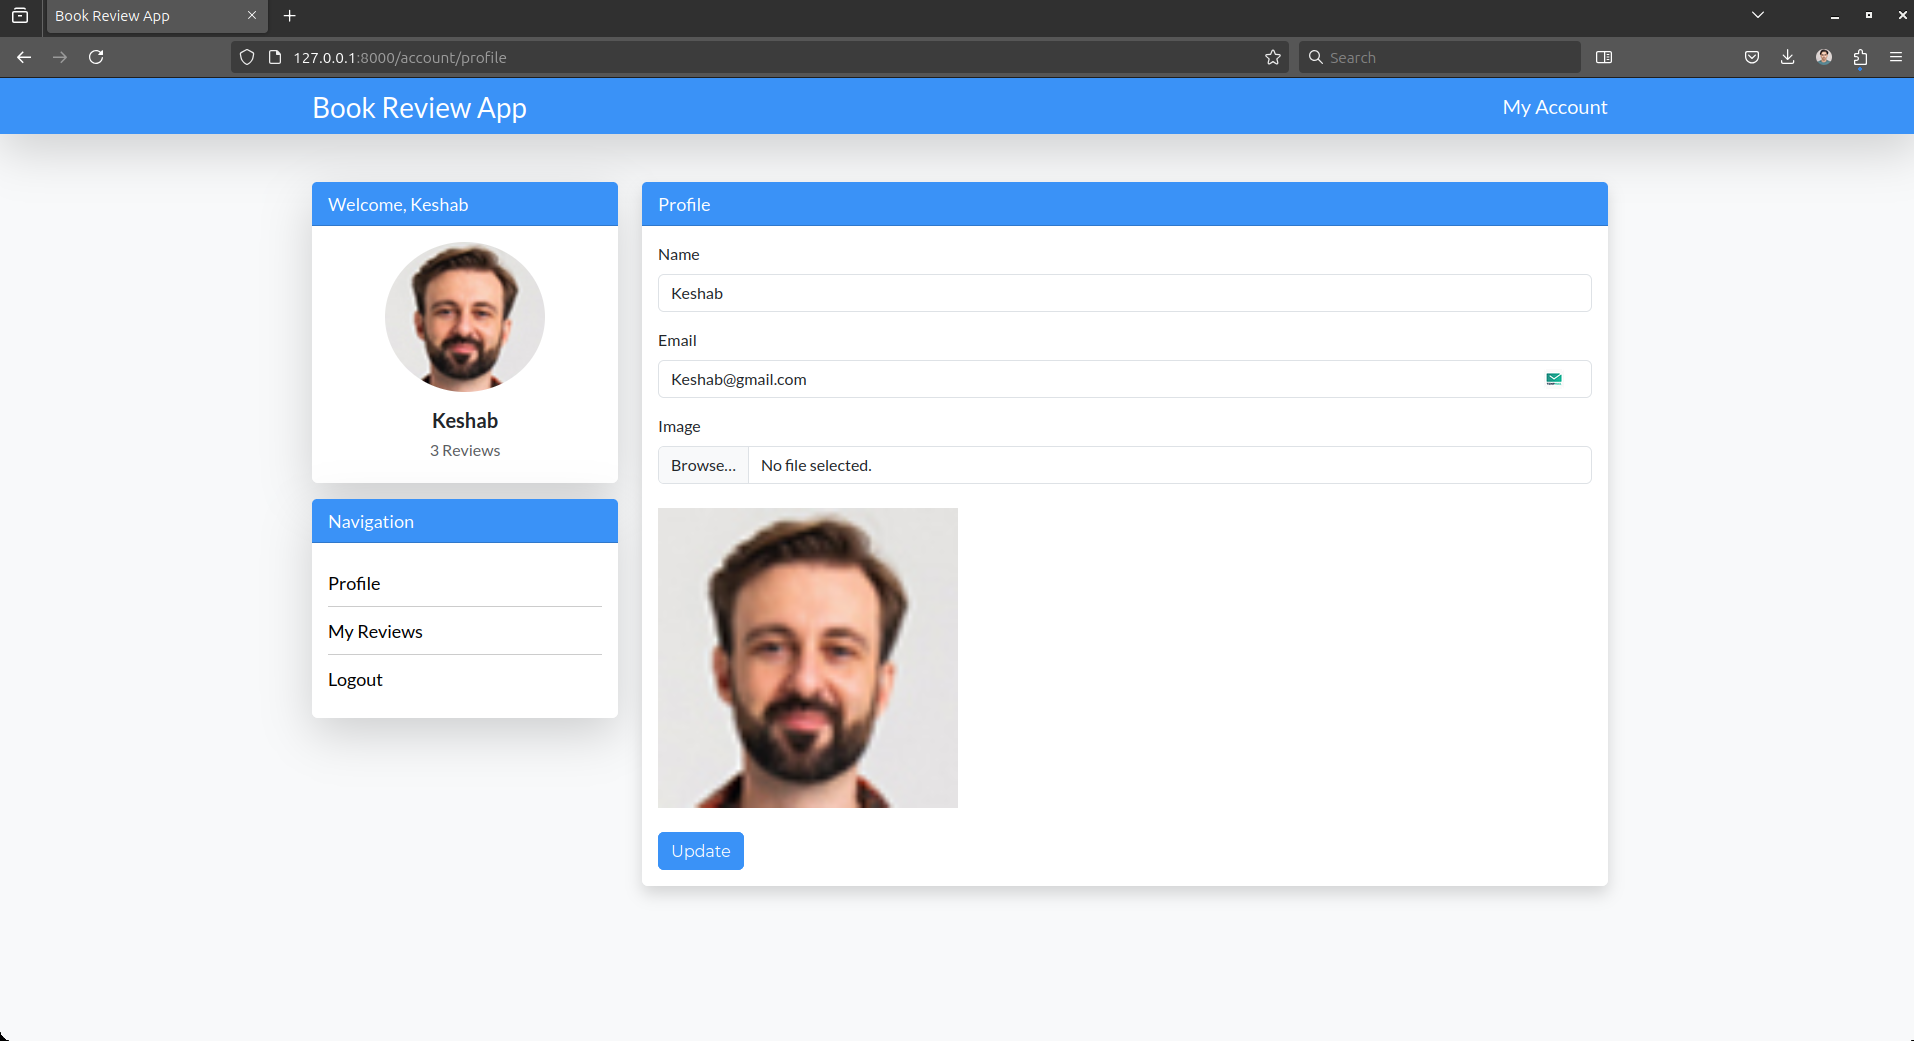 Book Review App
127.0.0.1:8000/account/profile
Search
Book Review App
My Account
Welcome, Keshab
Keshab
3 Reviews
Navigation
Profile
My Reviews
Logout
Profile
Name
Keshab
Email
Keshab@gmail.com
Image
Browse... No file selected.
Update